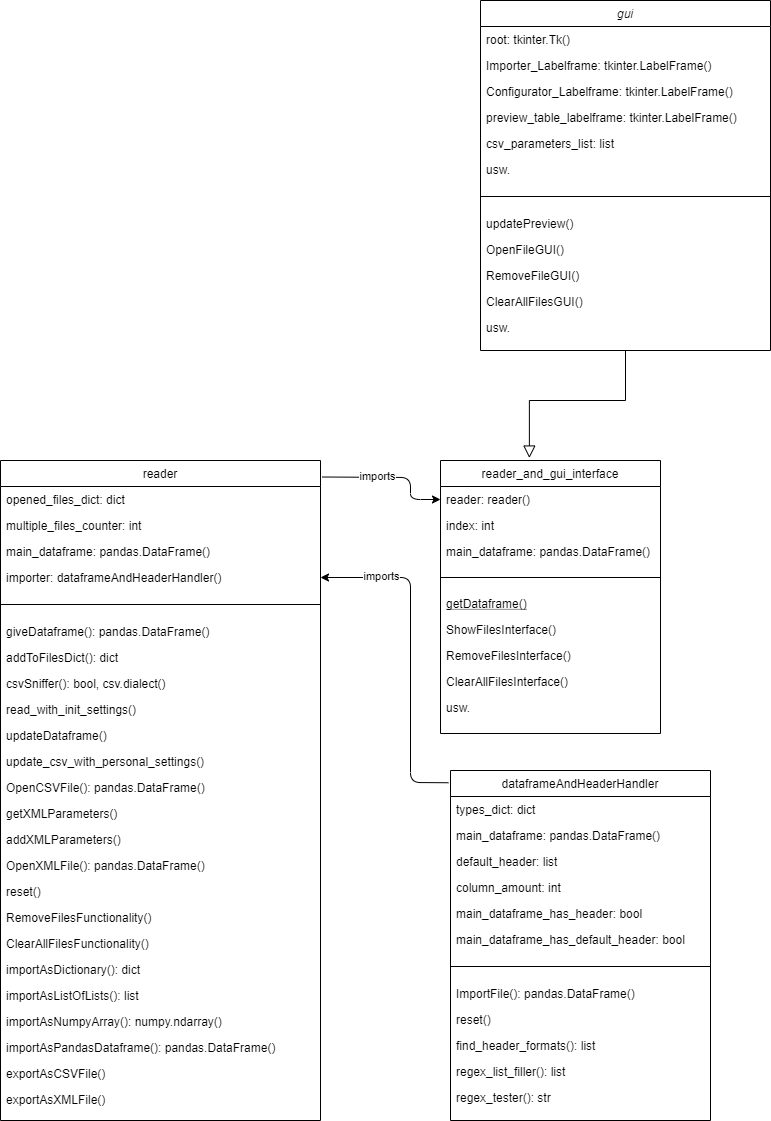 gui
root: tkinter.Tk()
Importer_Labelframe: tkinter.LabelFrame()
Configurator_Labelframe: tkinter.LabelFrame()
preview_table_labelframe: tkinter.LabelFrame()
csv_parameters_list: list
usw.
updatePreview()
OpenFileGUI()
RemoveFileGUI()
ClearAllFilesGUI()
usw.
reader
opened_files_dict: dict
multiple_files_counter: int
main_dataframe: pandas.DataFrame()
importer: dataframeAndHeaderHandler()
giveDataframe(): pandas.DataFrame()
addToFilesDict(): dict
csvSniffer(): bool, csv.dialect()
read_with_init_settings()
updateDataframe()
update_csv_with_personal_settings()
OpenCSVFile(): pandas.DataFrame()
getXMLParameters()
addXMLParameters()
OpenXMLFile(): pandas.DataFrame()
reset()
RemoveFilesFunctionality()
ClearAllFilesFunctionality()
importAsDictionary(): dict
importAsListOfLists(): list
importAsNumpyArray(): numpy.ndarray()
importAsPandasDataframe(): pandas.DataFrame()
exportAsCSVFile()
exportAsXMLFile()
imports
imports
reader_and_gui_interface
reader: reader()
index: int
main_dataframe: pandas.DataFrame()
getDataframe()
ShowFilesInterface()
RemoveFilesInterface()
ClearAllFilesInterface()
usw.
dataframeAndHeaderHandler
types_dict: dict
main_dataframe: pandas.DataFrame()
default_header: list
column_amount: int
main_dataframe_has_header: bool
main_dataframe_has_default_header: bool
ImportFile(): pandas.DataFrame()
reset()
find_header_formats(): list
regex_list_filler(): list
regex_tester(): str